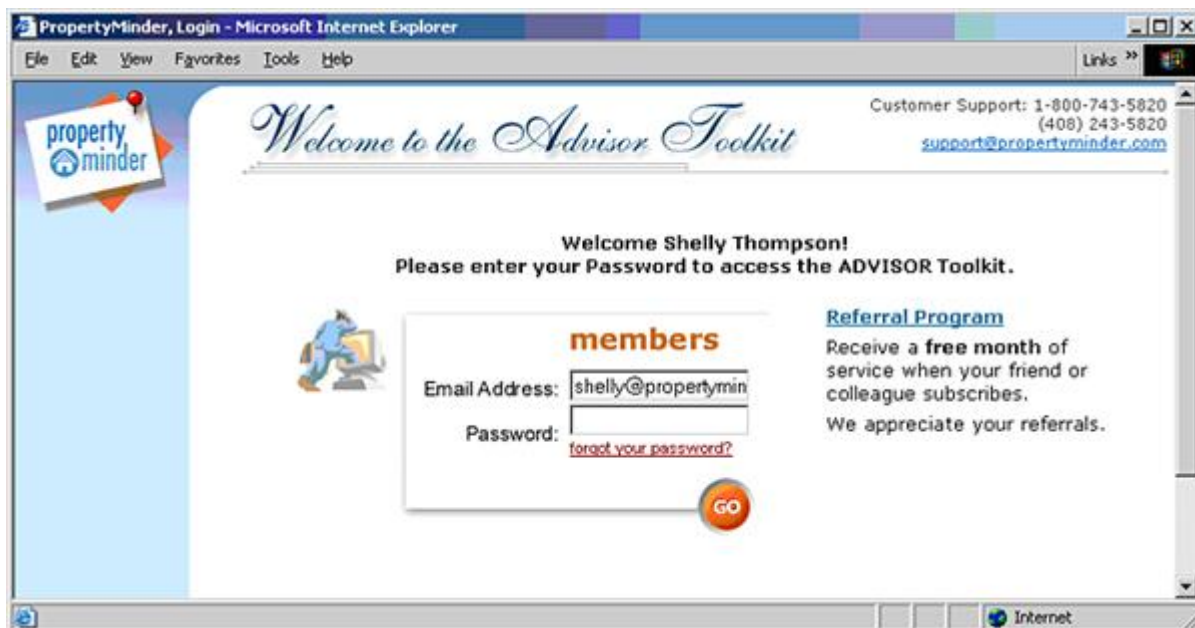 PropertyMinder, Login - Microsoft Internet Explorer
File Edit View Favorites Tools Help Links »
property
minder
Welcome to the Advisor Toolkit
Customer Support: 1-800-743-5820
(408) 243-5820
support@propertyminder.com
Welcome Shelly Thompson!
Please enter your Password to access the ADVISOR Toolkit.
members
Email Address: shelly@propertymin
Password:
forgot your password?
GO
Referral Program
Receive a free month of
service when your friend or
colleague subscribes.
We appreciate your referrals.
Internet